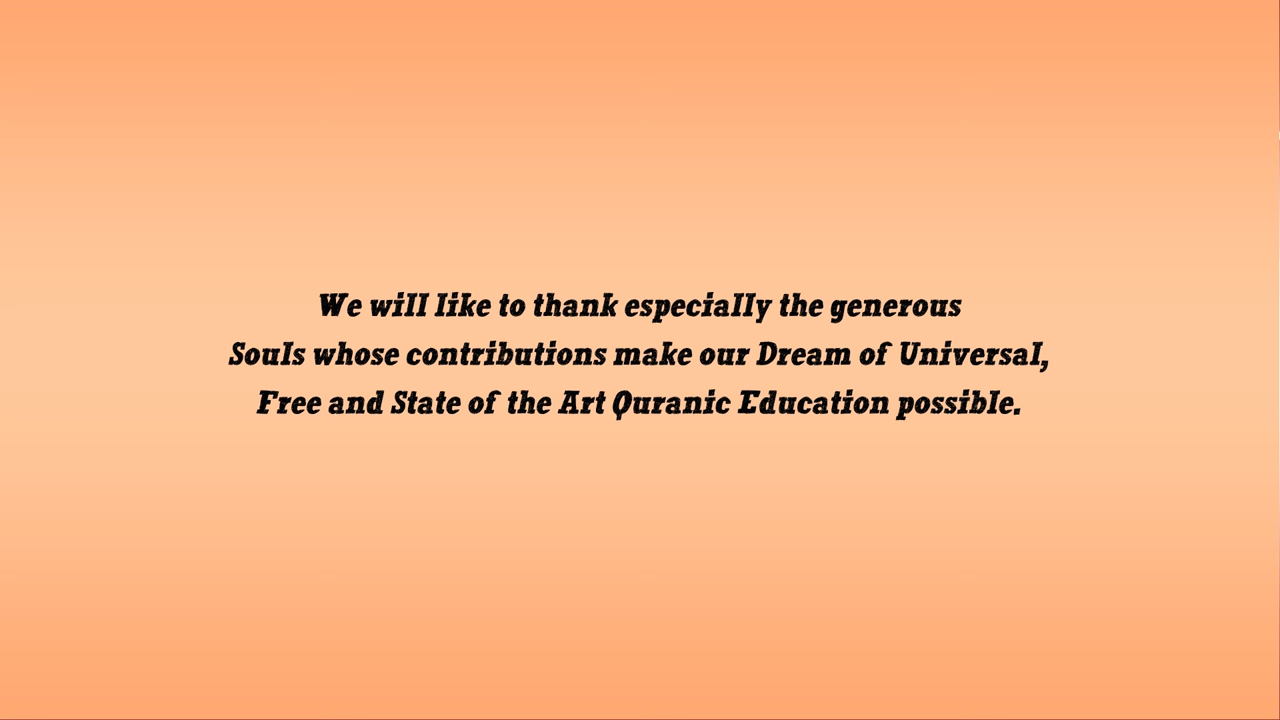 We will like to thank especially the generous
Souls whose contributions make our Dream of Universal,
Free and State of the Art Quranic Education possible.